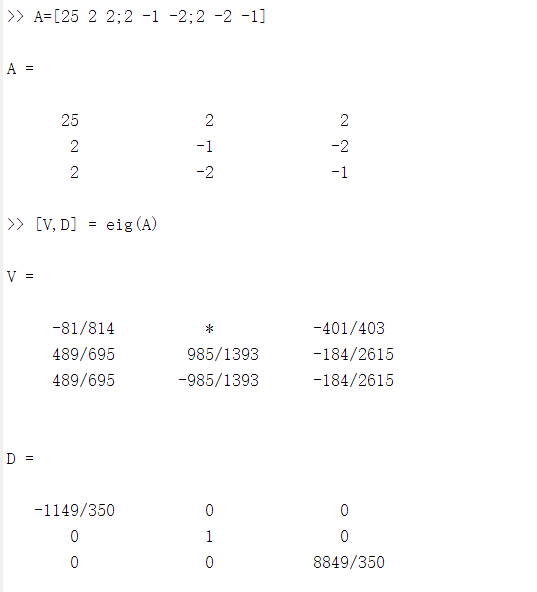 >> A=[25 2 2;2 -1 -2;2 -2 -1]
A =
25 2 2
2 -1 -2
2 -2 -1
>> [V,D] = eig(A)
V =
-81/814 * -401/403
489/695 985/1393 -184/2615
489/695 -985/1393 -184/2615
D =
-1149/350 0 0
0 1 0
0 0 8849/350